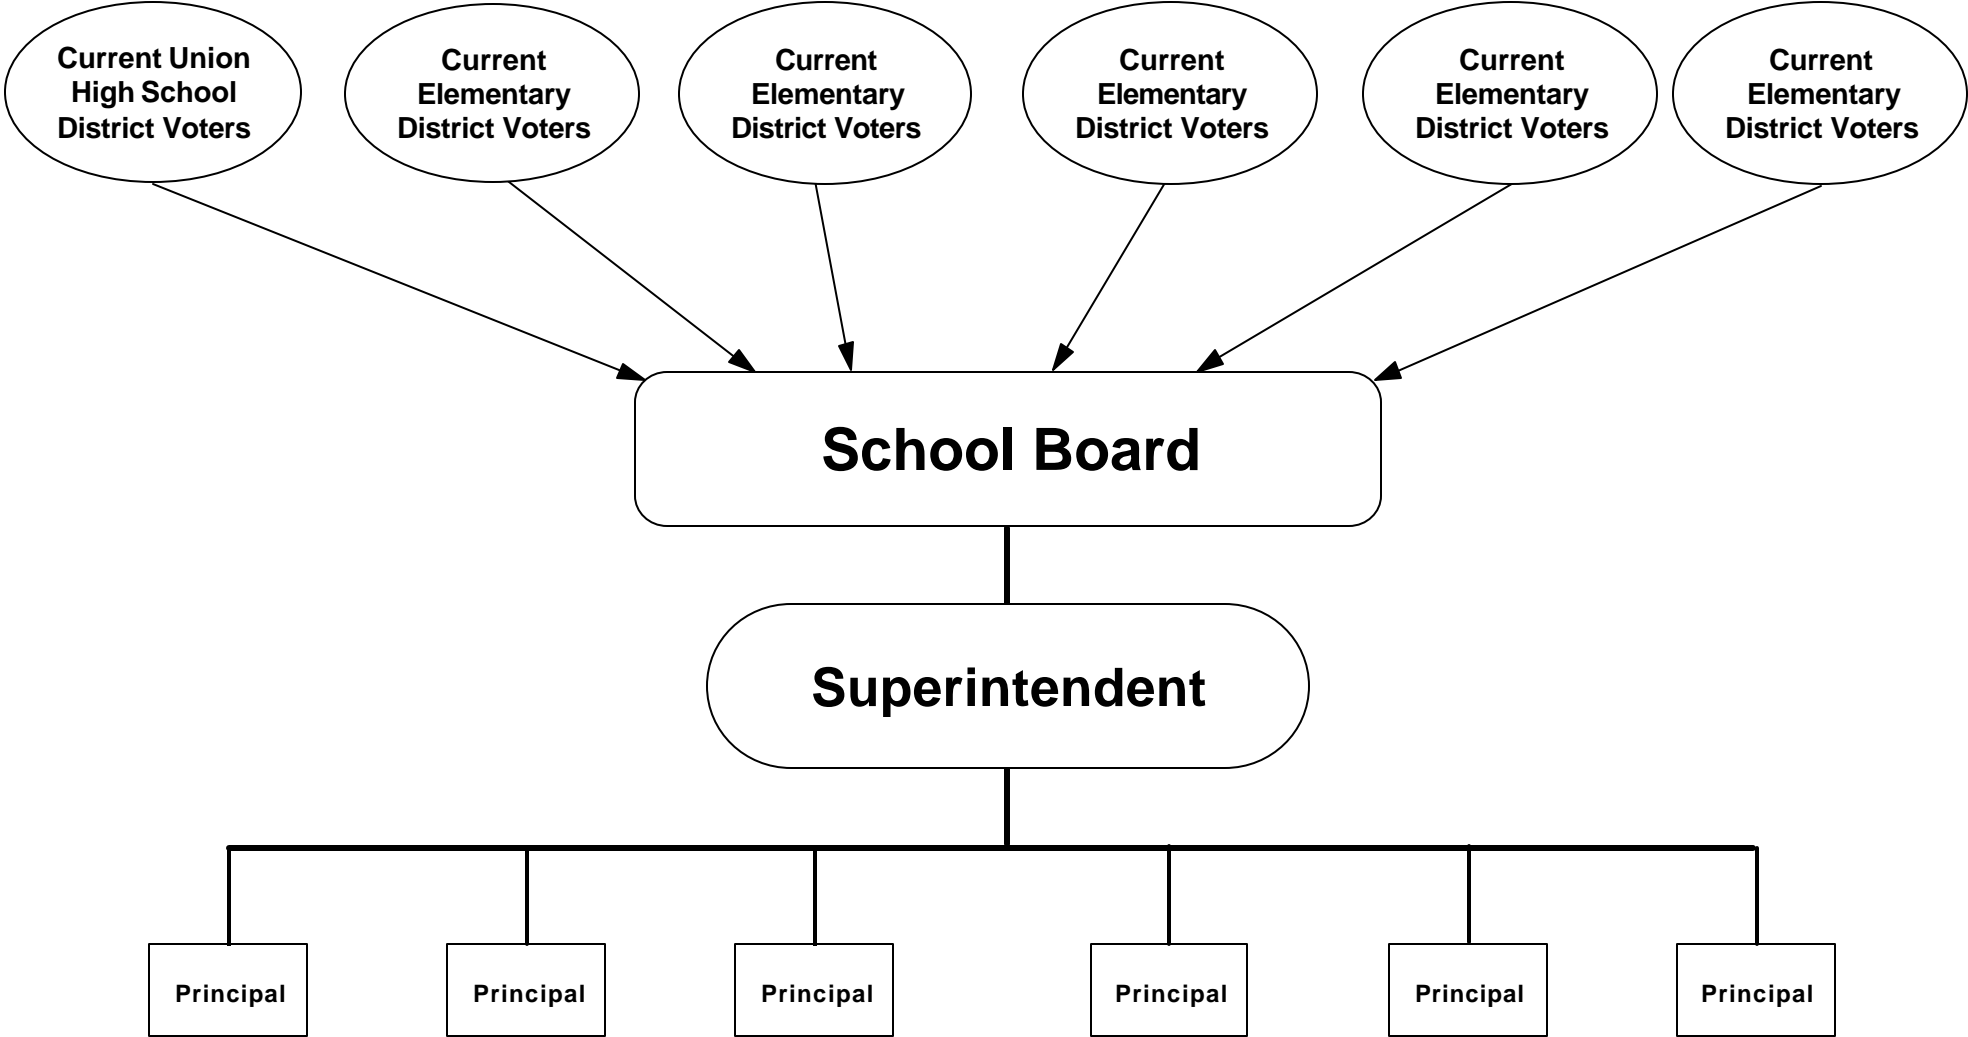 Current Union
High School
District Voters
Current
Elementary
District Voters
Current
Elementary
District Voters
Current
Elementary
District Voters
Current
Elementary
District Voters
Current
Elementary
District Voters
School Board
Superintendent
Principal
Principal
Principal
Principal
Principal
Principal